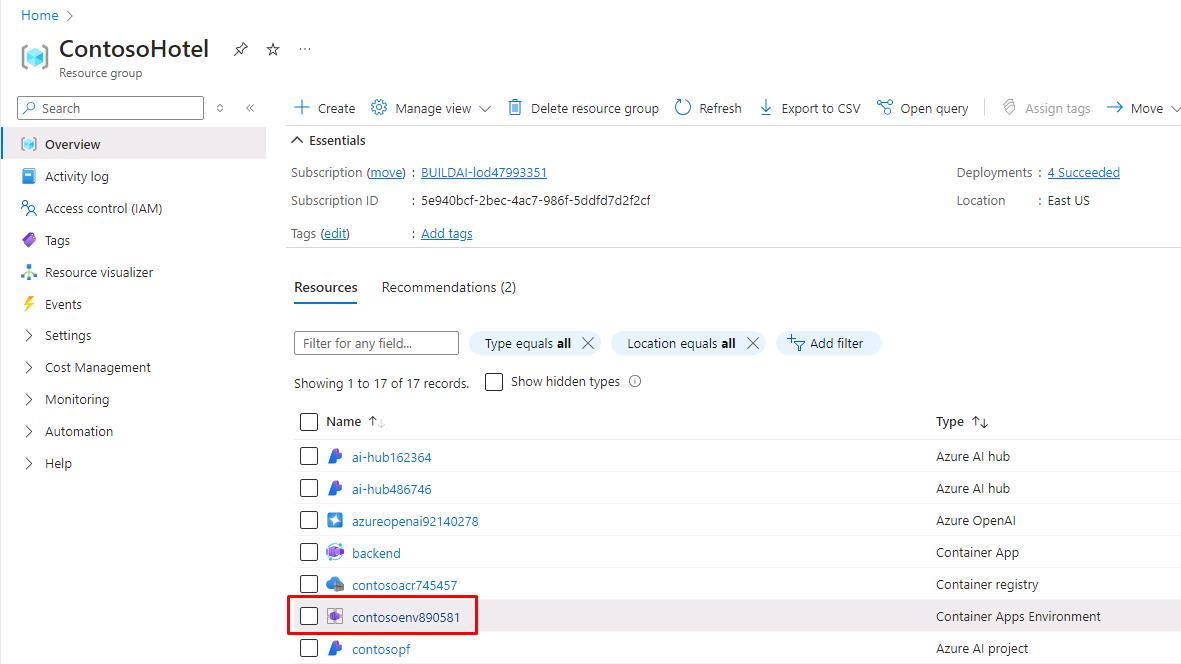 Home >
ContosoHotel ...
Resource group
Search
Create Manage view Delete resource group Refresh Export to CSV Open query Assign tags Move
Overview
Activity log
Access control (IAM)
Tags
Resource visualizer
Events
Settings
Cost Management
Monitoring
Automation
Help
Essentials
Subscription (move) : BUILDAI-lod47993351 Deployments : 4 Succeeded
Subscription ID : 5e940bcf-2bec-4ac7-986f-5ddfd7d2f2cf Location : East US
Tags (edit) : Add tags
Resources Recommendations (2)
Filter for any field... Type equals all Location equals all Add filter
Showing 1 to 17 of 17 records. Show hidden types
Name Type
ai-hub162364 Azure AI hub
ai-hub486746 Azure AI hub
azureopenai92140278 Azure OpenAI
backend Container App
contosoacr745457 Container registry
contosoenv890581 Container Apps Environment
contosopf Azure AI project